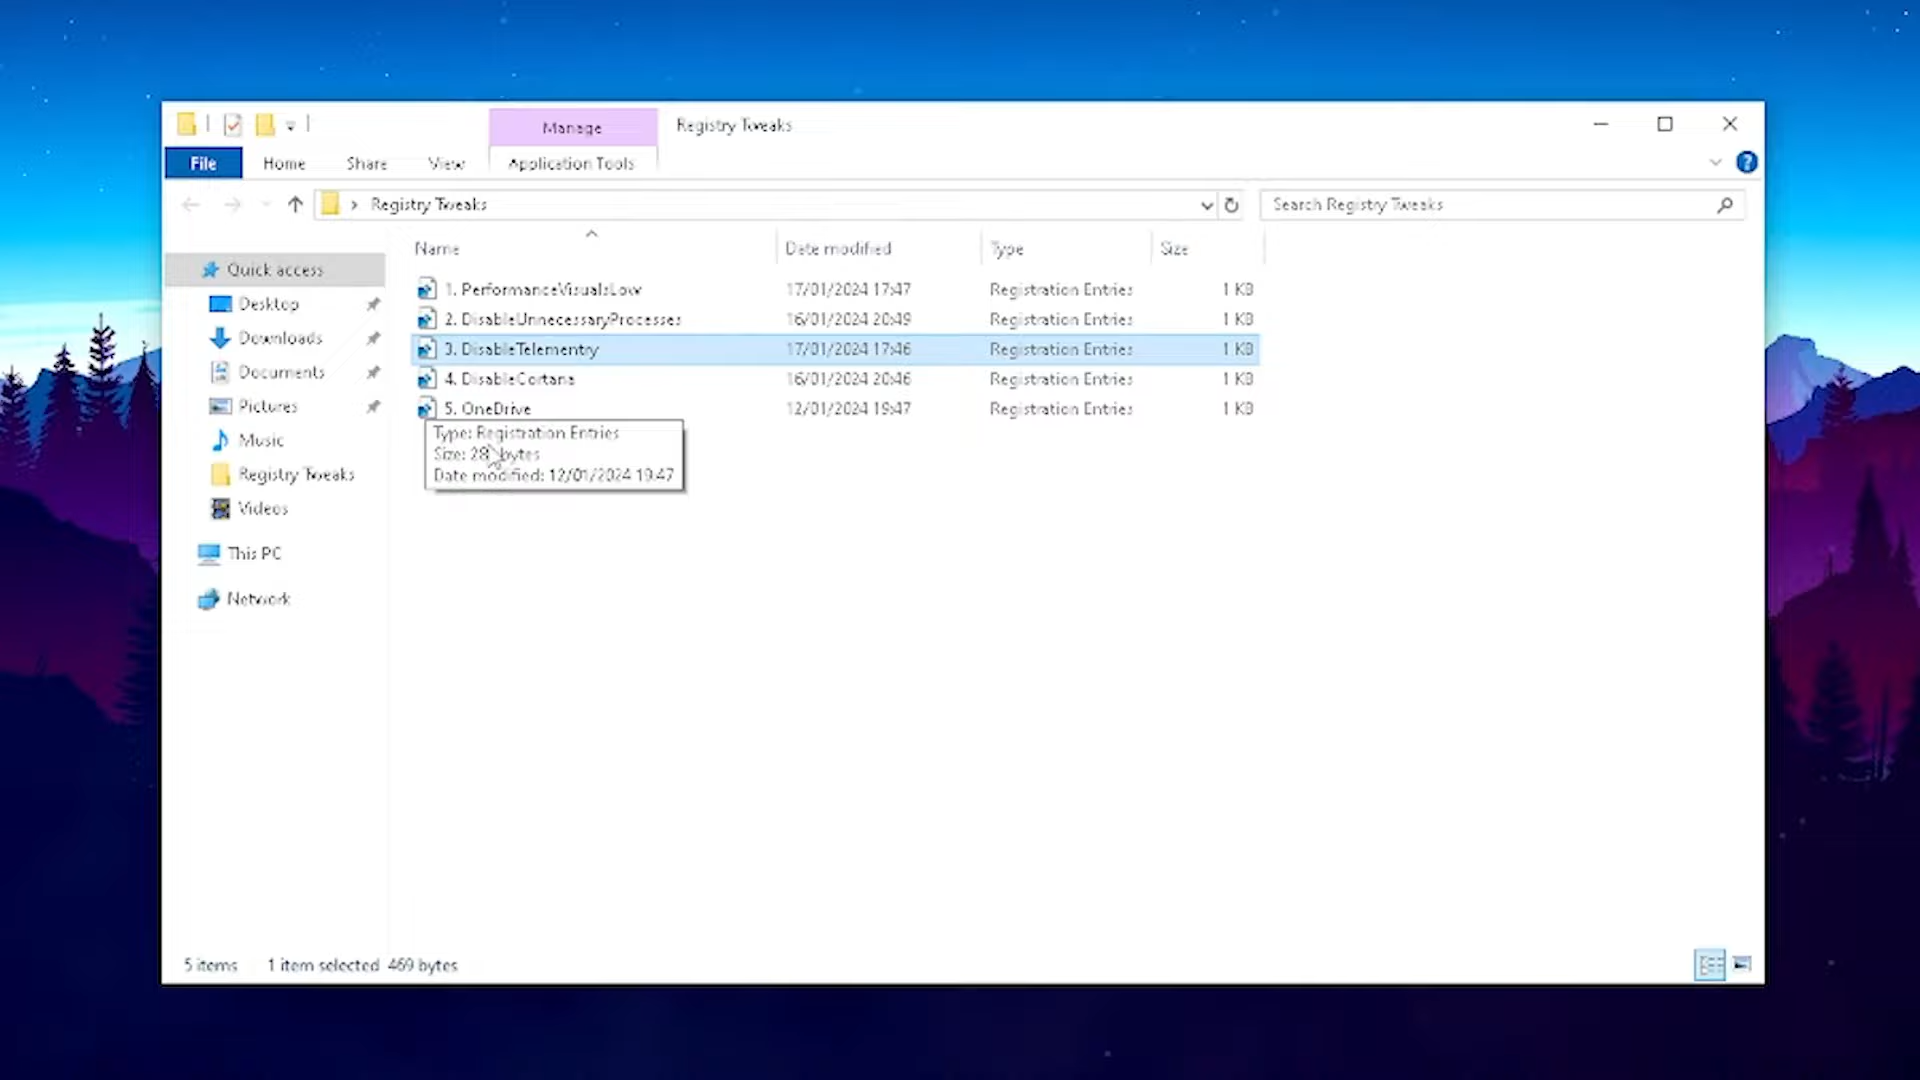 Manage
Registry Tweaks
File
Home
Share
View
Application Tools
Registry Tweaks
Search Registry Tweaks
Name
Date modified
Type
Size
Quick access
Desktop
Downloads
Documents
Pictures
Music
Registry Tweaks
Videos
This PC
Network
1. PerformanceVisualsLow 17/01/2024 17:47 Registration Entries 1 KB
2. DisableUnnecessaryProcesses 16/01/2024 20:49 Registration Entries 1 KB
3. DisableTelementry 17/01/2024 17:46 Registration Entries 1 KB
4. DisableCortana 16/01/2024 20:46 Registration Entries 1 KB
5. OneDrive 12/01/2024 19:47 Registration Entries 1 KB
Type: Registration Entries
Size: bytes
Date modified: 12/01/2024 19:47
5 items
1 item selected 469 bytes